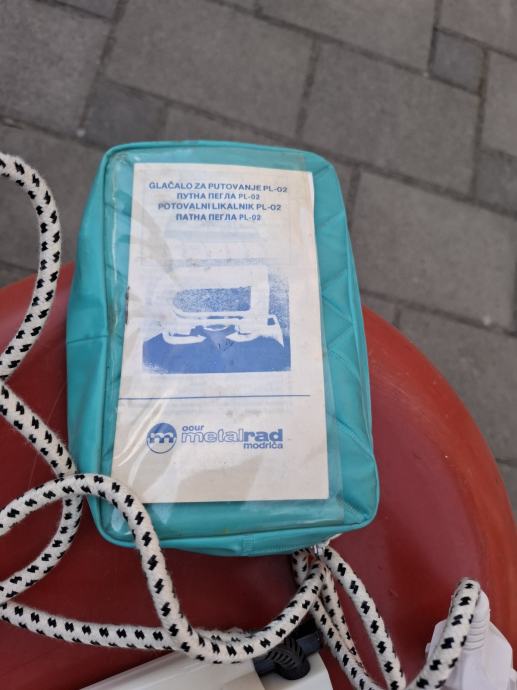 GLAČALO ZA PUTOVANJE PL-02
ПУТНА ПЕГЛА PL-02
POTOVALNI LIKALNIK PL-02
ПАТНА ПЕГЛА PL-02
oour
metalrad
modriča